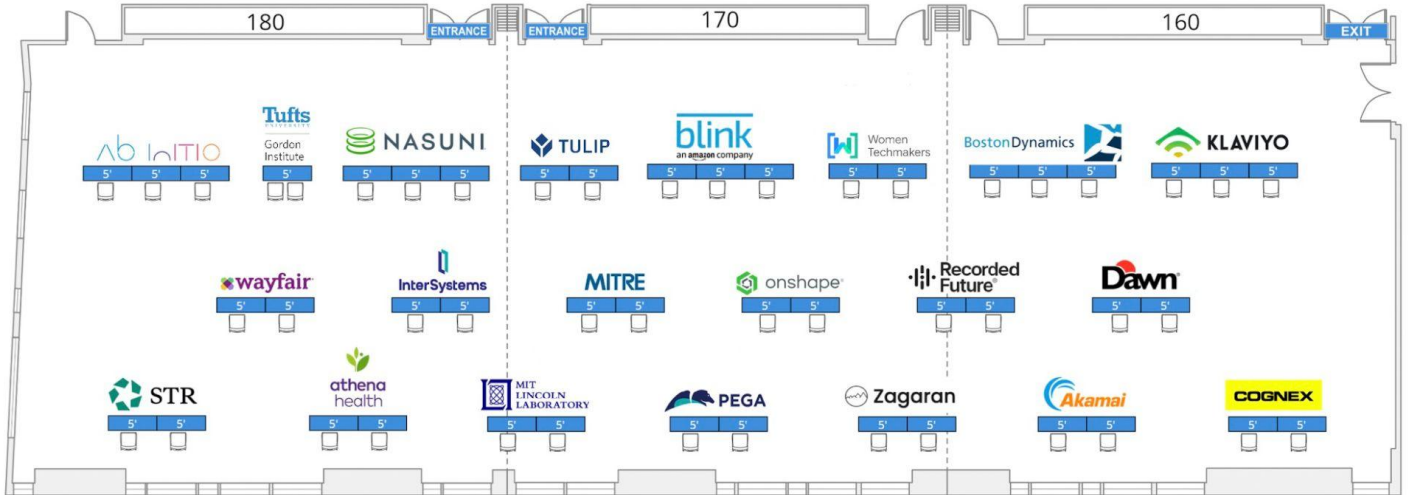 180
ENTRANCE
ENTRANCE
170
160
EXIT
Ab InITIO
5' 5' 5'
Tufts
UNIVERSITY
Gordon
Institute
5'
NASUNI
5' 5' 5'
TULIP
5' 5'
blink
an amazon company
5' 5' 5'
Women
Techmakers
5' 5'
BostonDynamics
5' 5' 5'
KLAVIYO
5' 5' 5'
wayfair
5' 5'
InterSystems
5' 5'
MITRE
5' 5'
onshape®
5' 5'
Recorded
Future®
5' 5'
Dawn®
5' 5'
STR
5' 5'
athena
health
5' 5'
MIT
LINCOLN
LABORATORY
5' 5'
PEGA
5' 5'
Zagaran
5' 5'
Akamai
5' 5'
COGNEX
5' 5'